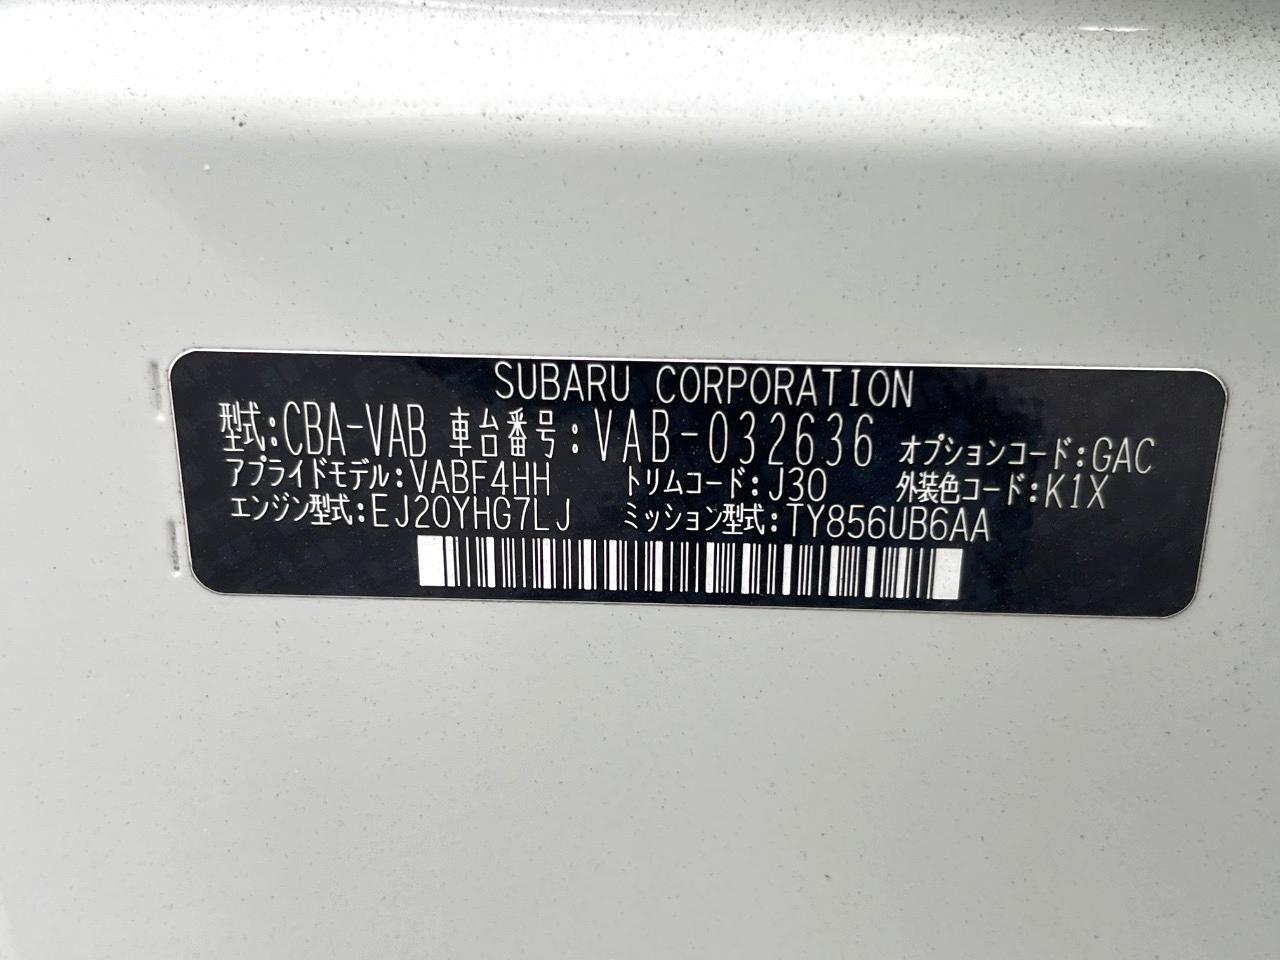 SUBARU CORPORATION
型式:CBA-VAB 車台番号:VAB-032636 オプションコード:GAC
アプライドモデル:VABF4HH トリムコード:J30 外装色コード:K1X
エンジン型式:EJ20YHG7LJ ミッション型式:TY856UB6AA